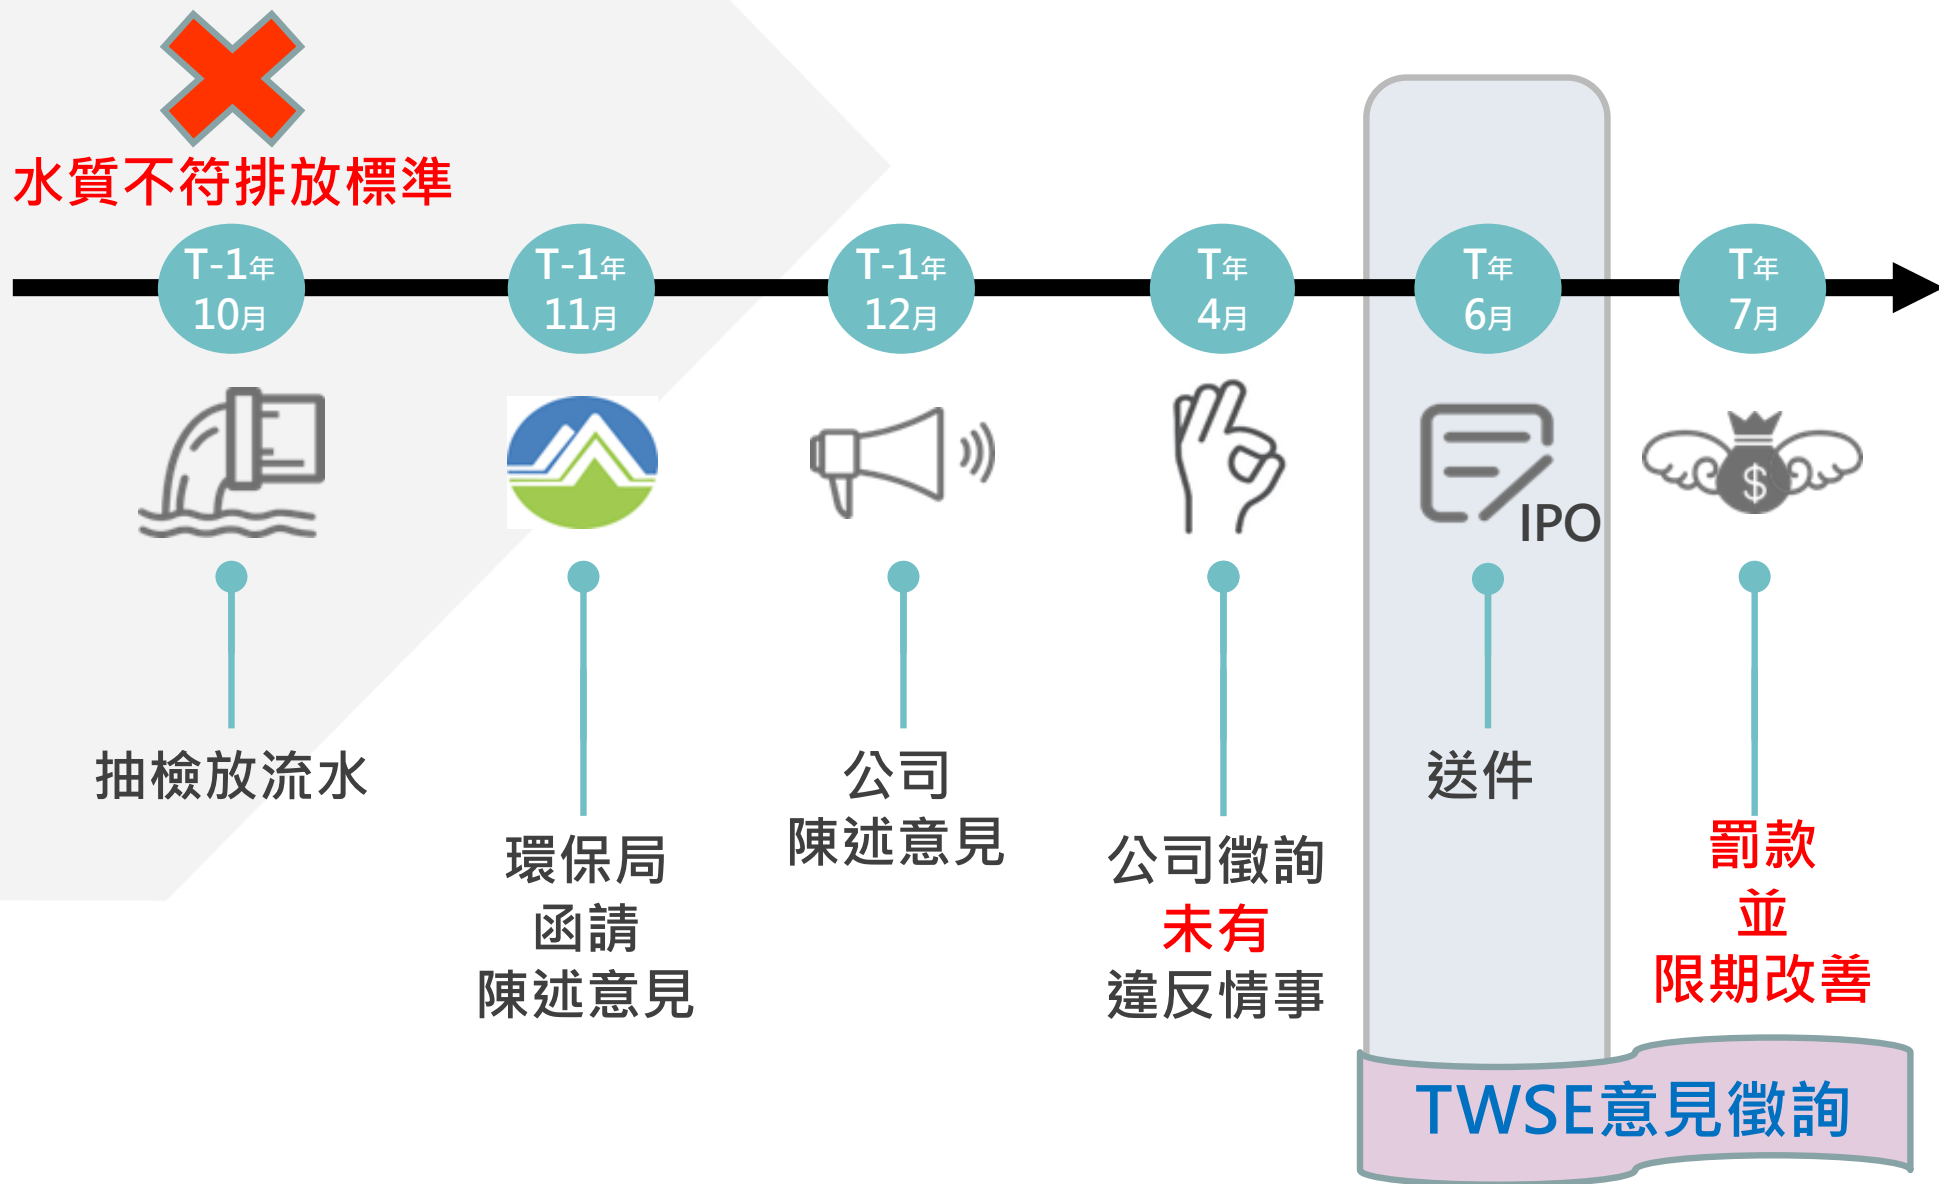 水質不符排放標準
T-1年
10月
T-1年
11月
T-1年
12月
T年
4月
T年
6月
T年
7月
$
IPO
抽檢放流水
環保局
函請
陳述意見
公司
陳述意見
公司徵詢
未有
違反情事
送件
罰款
並
限期改善
TWSE意見徵詢